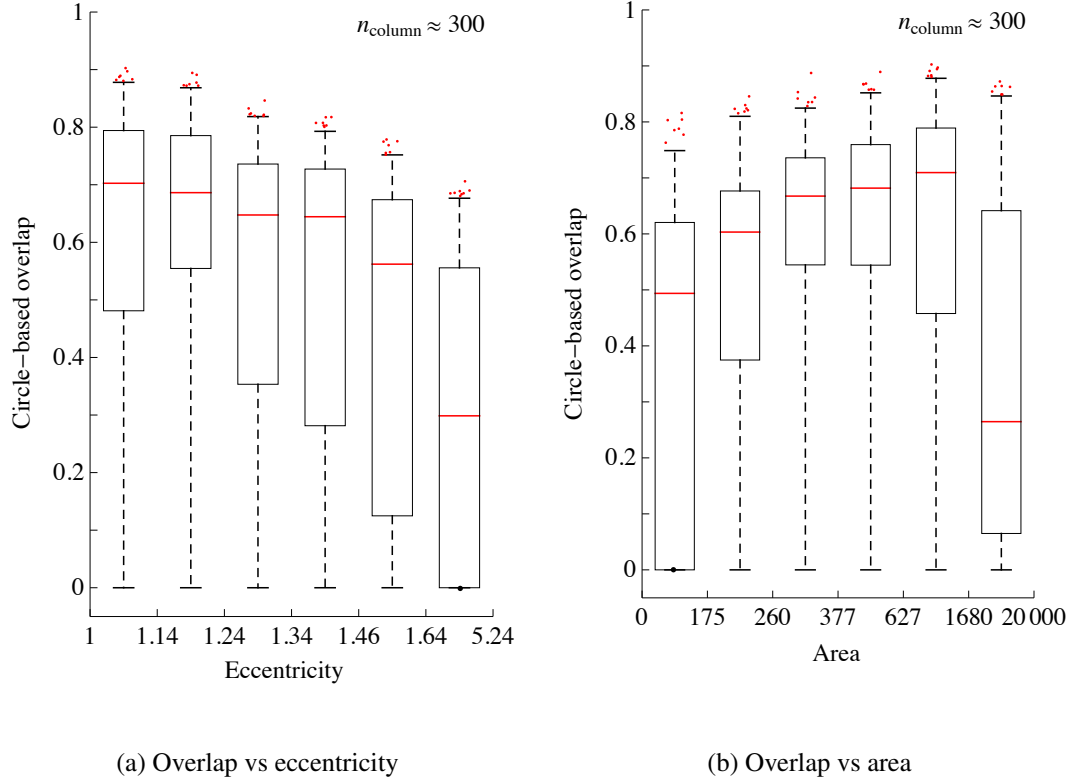 1
0.8
0.6
0.4
0.2
0
Circle−based overlap
n_column ≈ 300
1 1.14 1.24 1.34 1.46 1.64 5.24
Eccentricity
(a) Overlap vs eccentricity
1
0.8
0.6
0.4
0.2
0
Circle−based overlap
n_column ≈ 300
0 175 260 377 627 1680 20 000
Area
(b) Overlap vs area